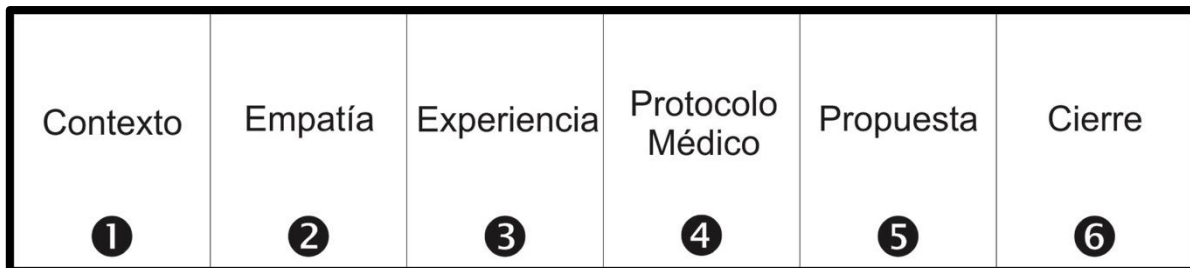 Contexto
Empatía
Experiencia
Protocolo
Médico
Propuesta
Cierre
1
2
3
4
5
6